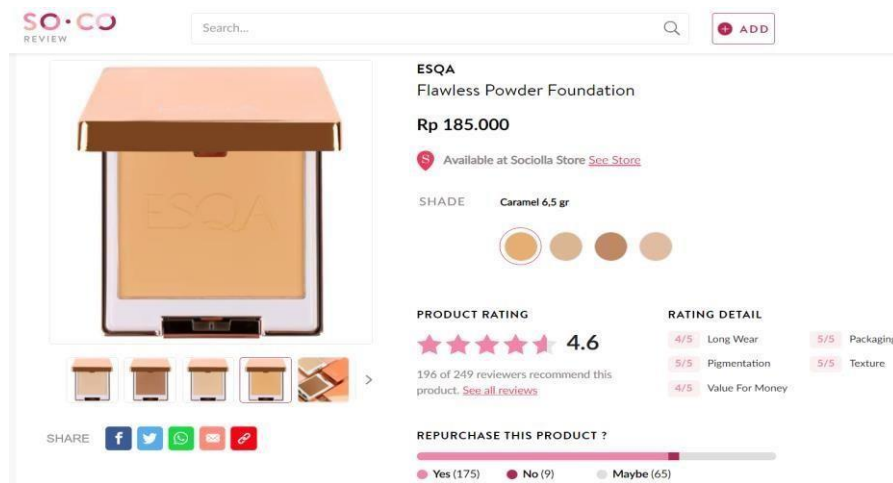 SO•CO
REVIEW
Search...
ADD
ESQA
Flawless Powder Foundation
Rp 185.000
S Available at Sociolla Store See Store
SHADE Caramel 6,5 gr
ESQA
PRODUCT RATING
4.6
196 of 249 reviewers recommend this
product. See all reviews
RATING DETAIL
4/5 Long Wear 5/5 Packaging
5/5 Pigmentation 5/5 Texture
4/5 Value For Money
SHARE
REPURCHASE THIS PRODUCT ?
Yes (175) No (9) Maybe (65)